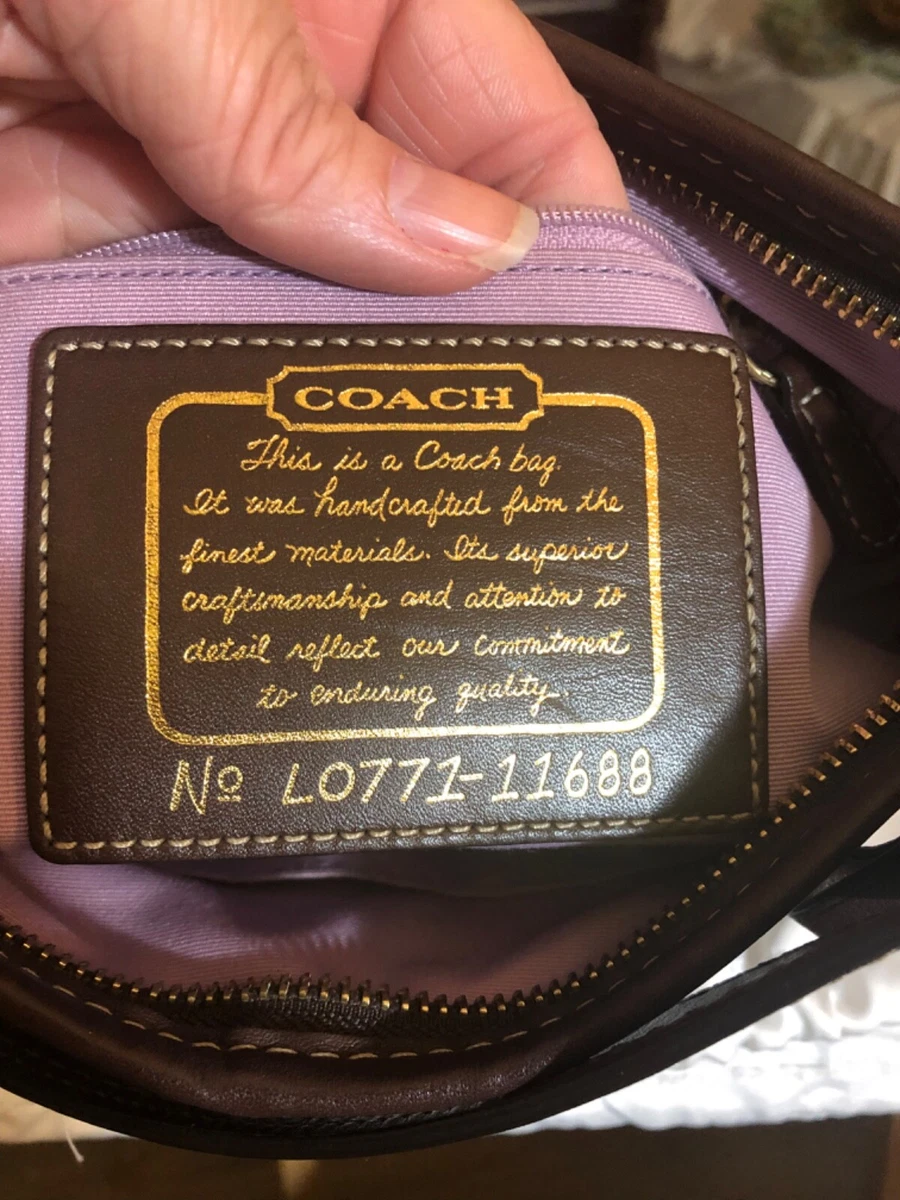 COACH
This is a Coach bag.
It was handcrafted from the
finest materials. Its superior
craftsmanship and attention to
detail reflect our commitment
to enduring quality.
Nº L0771-11688